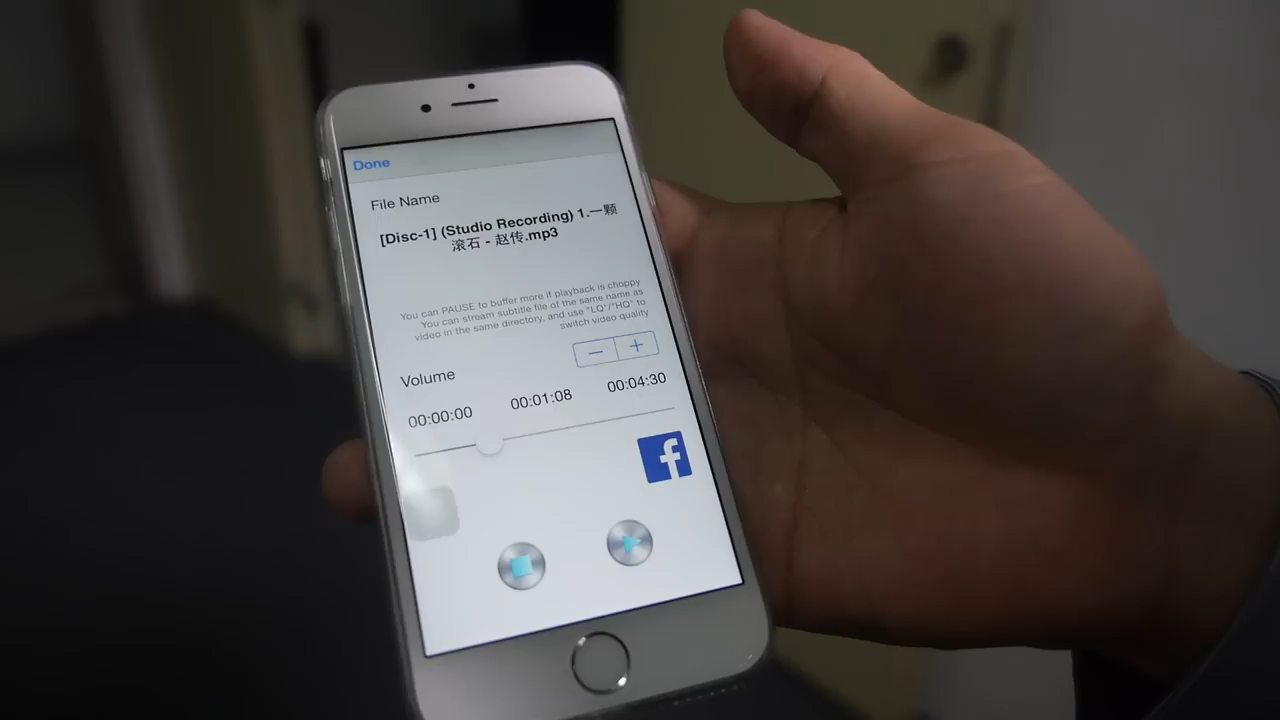 Done
File Name
[Disc-1] (Studio Recording) 1.一颗
滚石 - 赵传.mp3
You can PAUSE to buffer more if playback is choppy
You can stream subtitle file of the same name as
video in the same directory, and use "LQ"/"HQ" to
switch video quality
− +
Volume
00:00:00 00:01:08 00:04:30
f